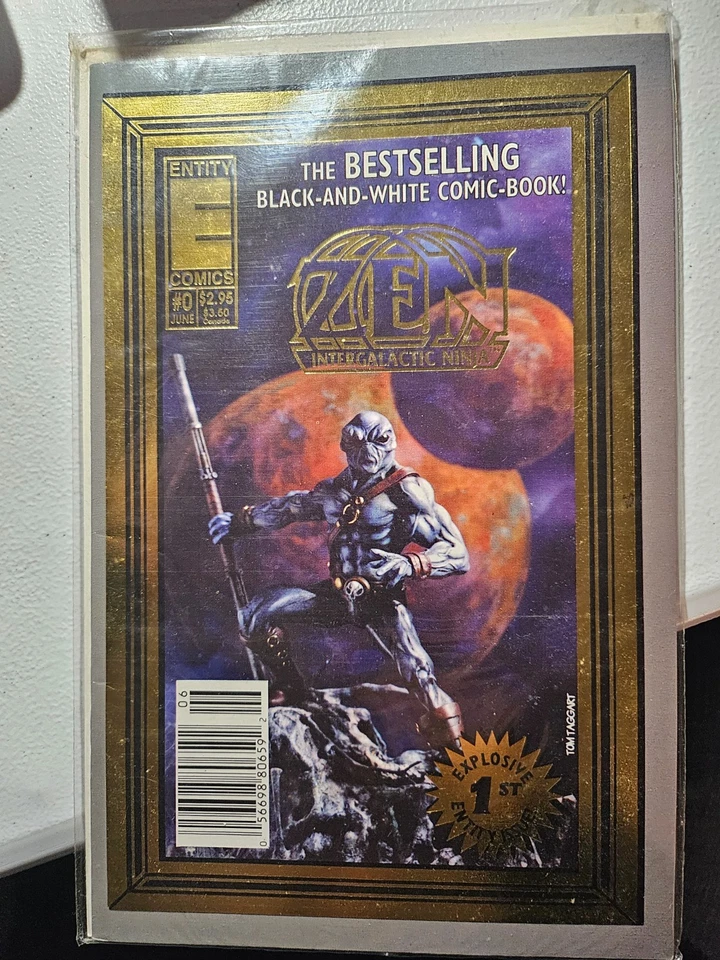 ENTITY
E
COMICS
#0
JUNE
$2.95
$3.50
Canada
THE BESTSELLING
BLACK-AND-WHITE COMIC-BOOK!
ZEN
INTERGALACTIC NINJA
TOM TAGGART
06
0 56698 80659 2
EXPLOSIVE
1ST
ENTITY ISSUE!